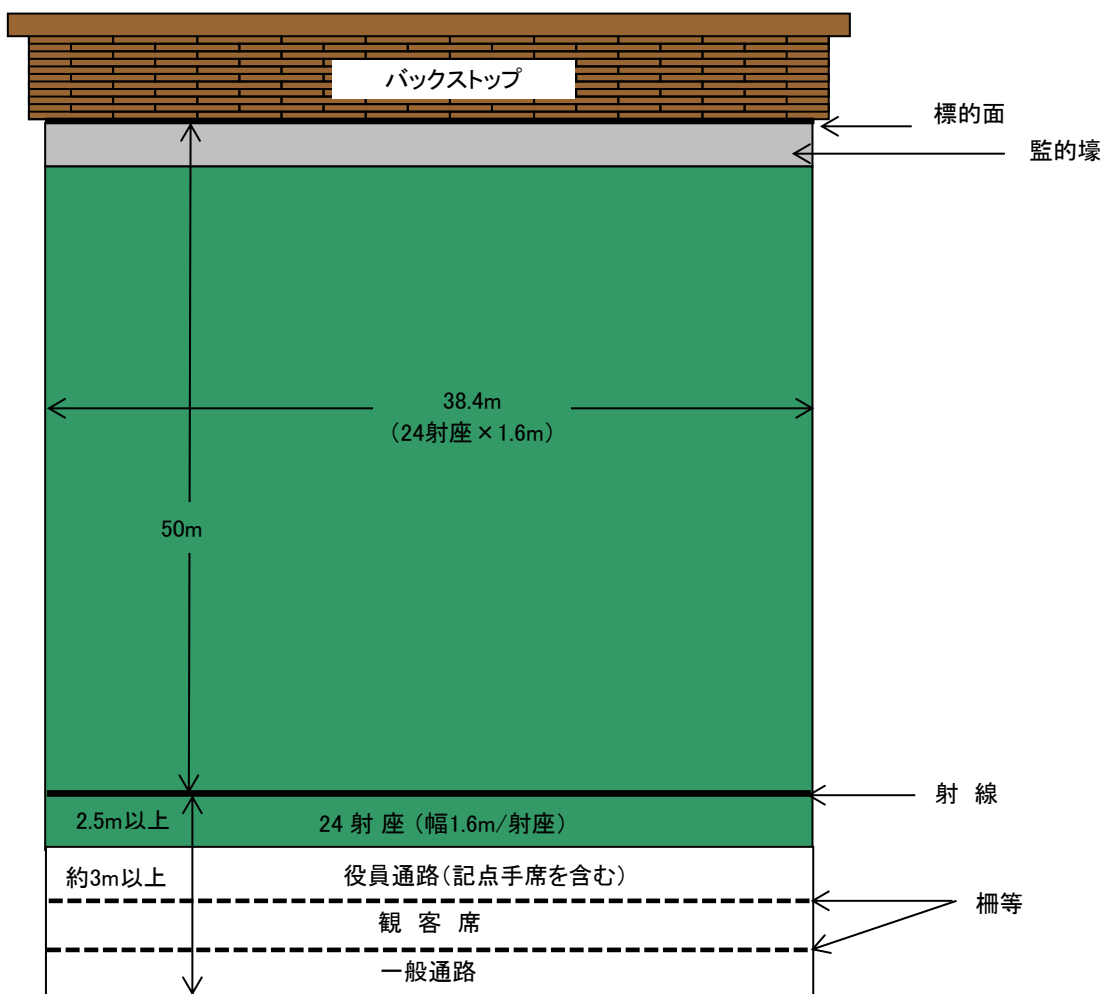 バックストップ
標的面
監的壕
38.4m
（24射座×1.6m）
50m
射 線
2.5m以上
24 射 座 （幅1.6m/射座）
約3m以上
役員通路（記点手席を含む）
柵等
観 客 席
一般通路